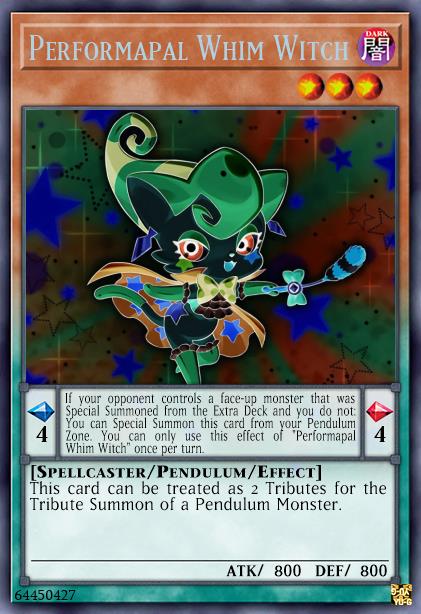 Performapal Whim Witch
DARK
闇
If your opponent controls a face-up monster that was
Special Summoned from the Extra Deck and you do not:
You can Special Summon this card from your Pendulum
Zone. You can only use this effect of "Performapal
Whim Witch" once per turn.
4
4
[Spellcaster/Pendulum/Effect]
This card can be treated as 2 Tributes for the
Tribute Summon of a Pendulum Monster.
ATK/ 800 DEF/ 800
64450427